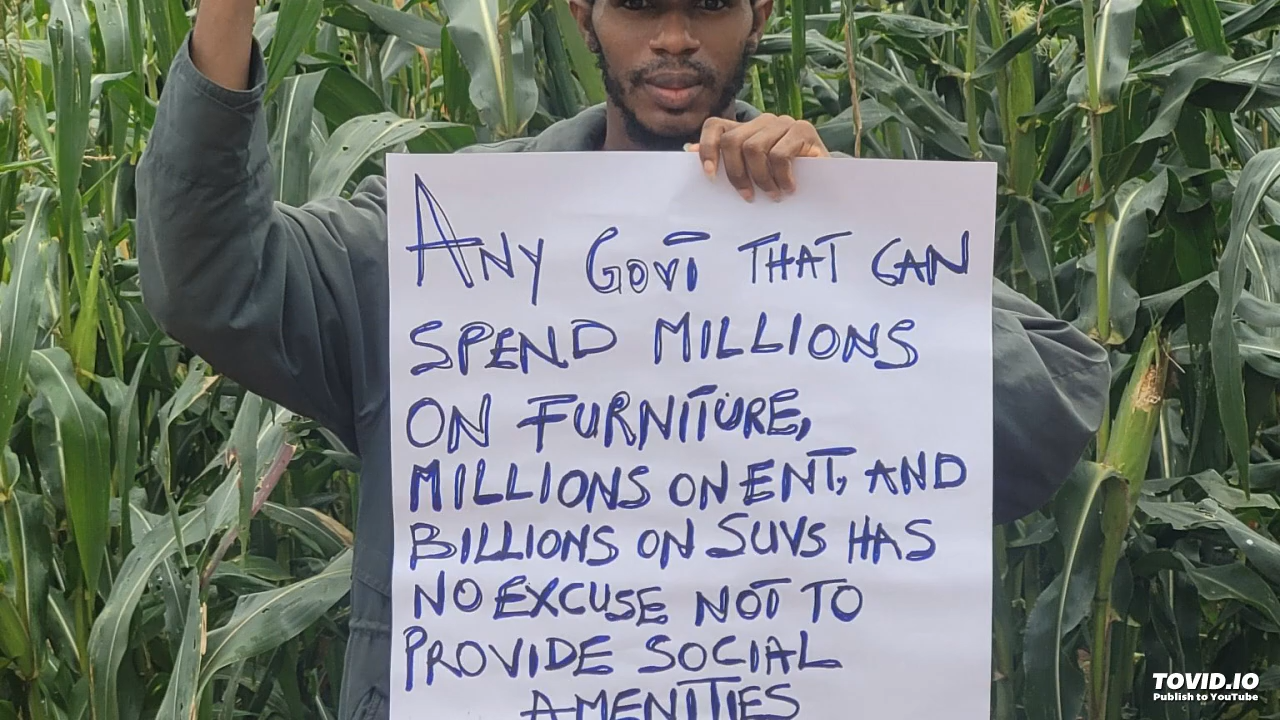 ANY GOVT THAT CAN
SPEND MILLIONS
ON FURNITURE,
MILLIONS ON ENT, AND
BILLIONS ON SUVS HAS
NO EXCUSE NOT TO
PROVIDE SOCIAL
AMENITIES
TOVID.IO
Publish to YouTube